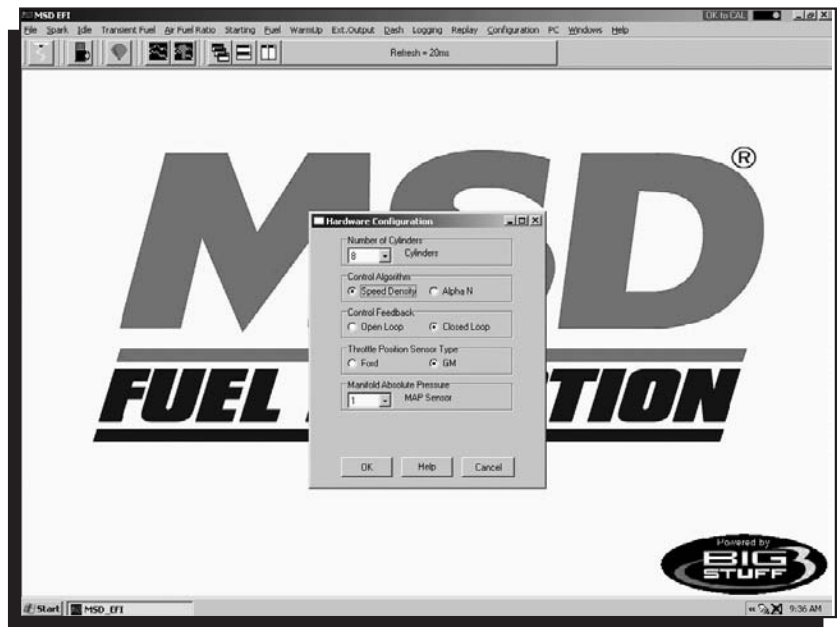 MSD EFI
OK to CAL
File Spark Idle Transient Fuel Air Fuel Ratio Starting Fuel WarmUp Ext.Output Dash Logging Replay Configuration PC Windows Help
Refresh = 20ms
MSD®
FUEL
TION
Hardware Configuration
Number of Cylinders
8 Cylinders
Control Algorithm
Speed Density Alpha N
Control Feedback
Open Loop Closed Loop
Throttle Position Sensor Type
Ford GM
Manifold Absolute Pressure
1 MAP Sensor
OK Help Cancel
Powered by
BIG
STUFF
3
Start MSD_EFI 9:36 AM